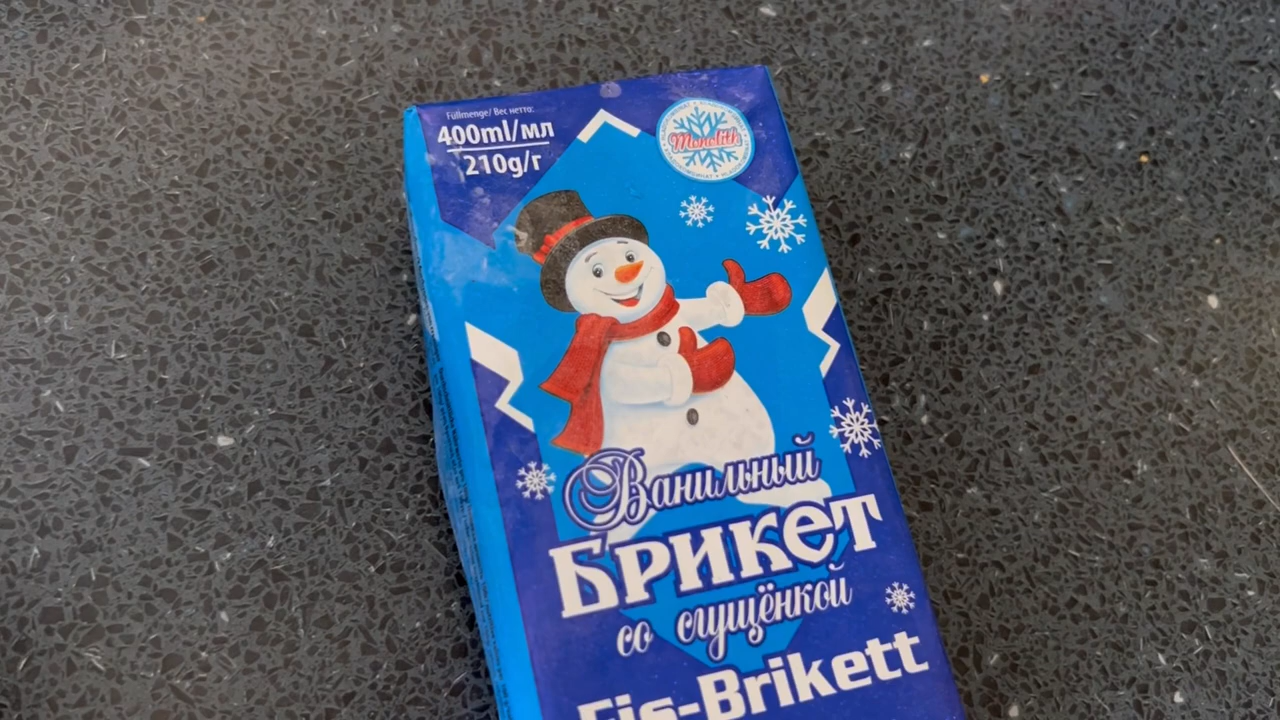 Füllmenge/ Вес нетто:
400ml/мл
210g/г
Monolith
Ванильный
БРИКЕТ
со сгущёнкой
Eis-Brikett